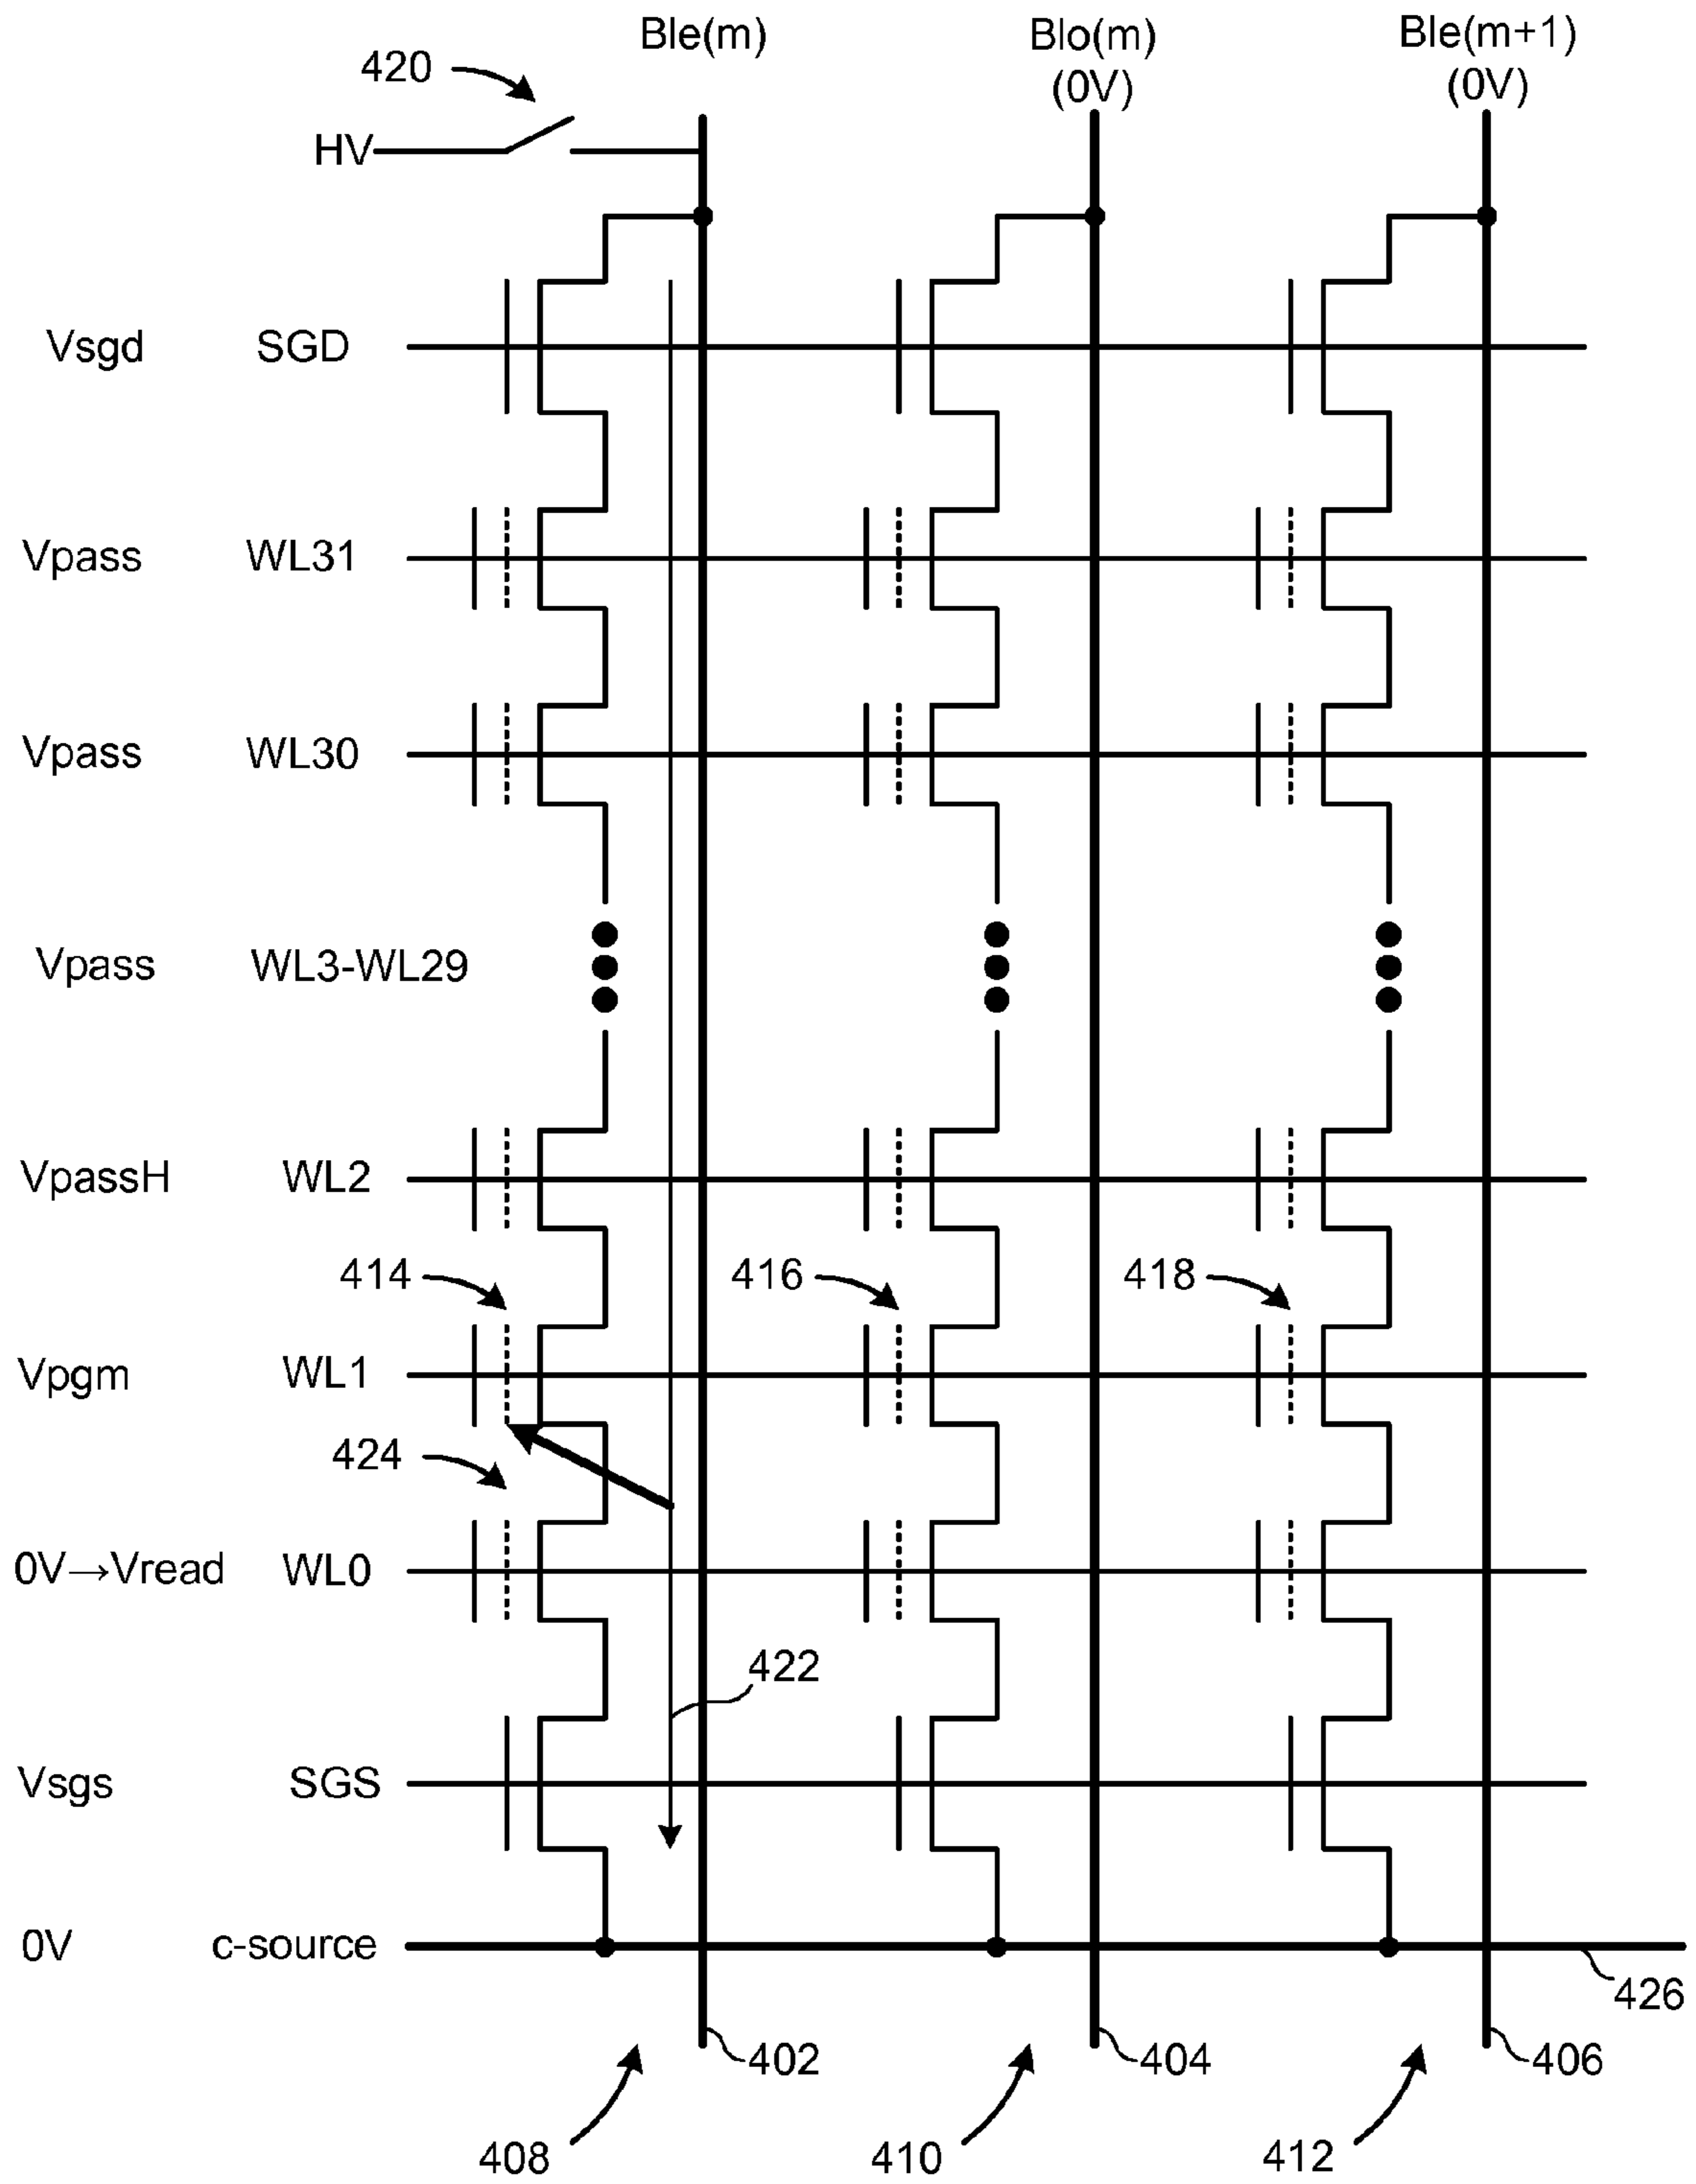 Ble(m)
Blo(m)
(0V)
Ble(m+1)
(0V)
420
HV
Vsgd SGD
Vpass WL31
Vpass WL30
Vpass WL3-WL29
VpassH WL2
414
416
418
Vpgm WL1
424
0V→Vread WL0
422
Vsgs SGS
0V c-source
426
402
404
406
408
410
412